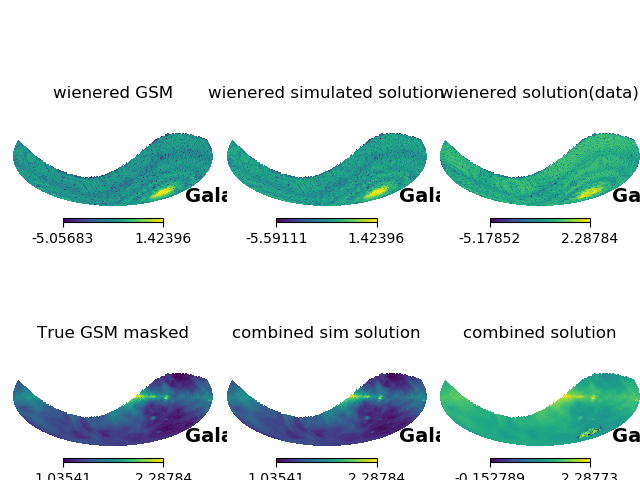 wienered GSM wienered simulated solution wienered solution(data)
Gala Gala Ga
-5.05683 1.42396 -5.59111 1.42396 -5.17852 2.28784
True GSM masked combined sim solution combined solution
Gala Gala Ga
1.03541 2.28784 1.03541 2.28784 -0.152789 2.28773